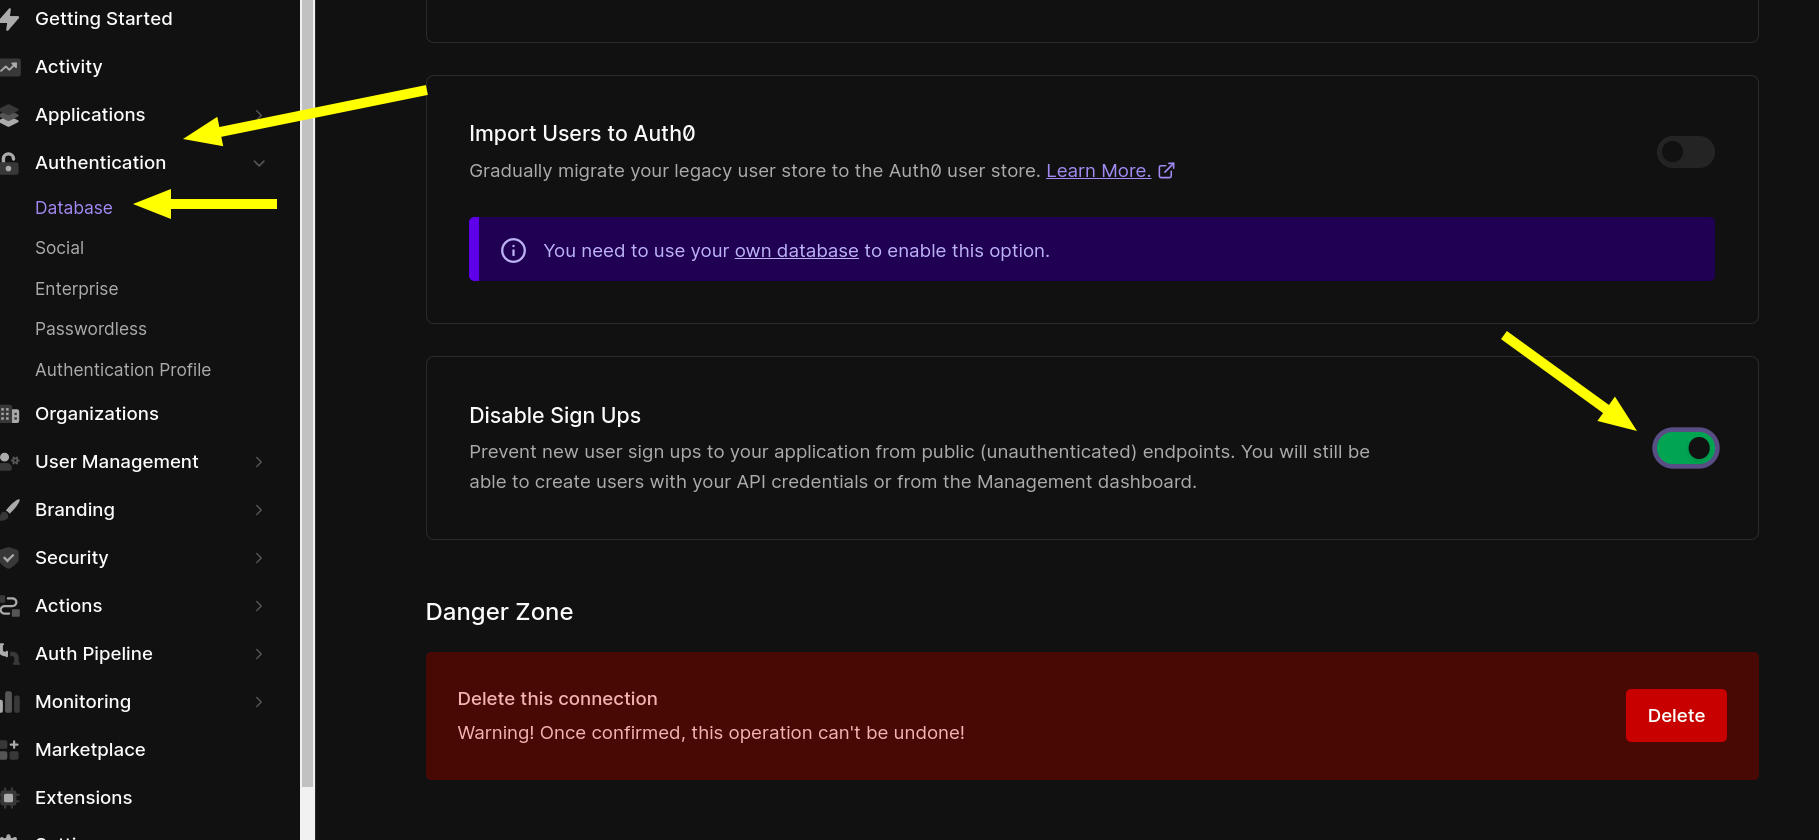 Getting Started
Activity
Applications
Authentication
Database
Social
Enterprise
Passwordless
Authentication Profile
Organizations
User Management
Branding
Security
Actions
Auth Pipeline
Monitoring
Marketplace
Extensions
Import Users to Auth0
Gradually migrate your legacy user store to the Auth0 user store. Learn More.
You need to use your own database to enable this option.
Disable Sign Ups
Prevent new user sign ups to your application from public (unauthenticated) endpoints. You will still be
able to create users with your API credentials or from the Management dashboard.
Danger Zone
Delete this connection
Warning! Once confirmed, this operation can't be undone!
Delete